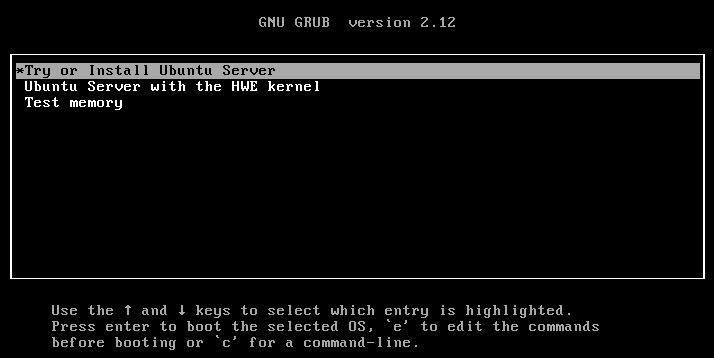 GNU GRUB  version 2.12
*Try or Install Ubuntu Server
Ubuntu Server with the HWE kernel
Test memory
Use the ↑ and ↓ keys to select which entry is highlighted.
Press enter to boot the selected OS, `e' to edit the commands
before booting or `c' for a command-line.